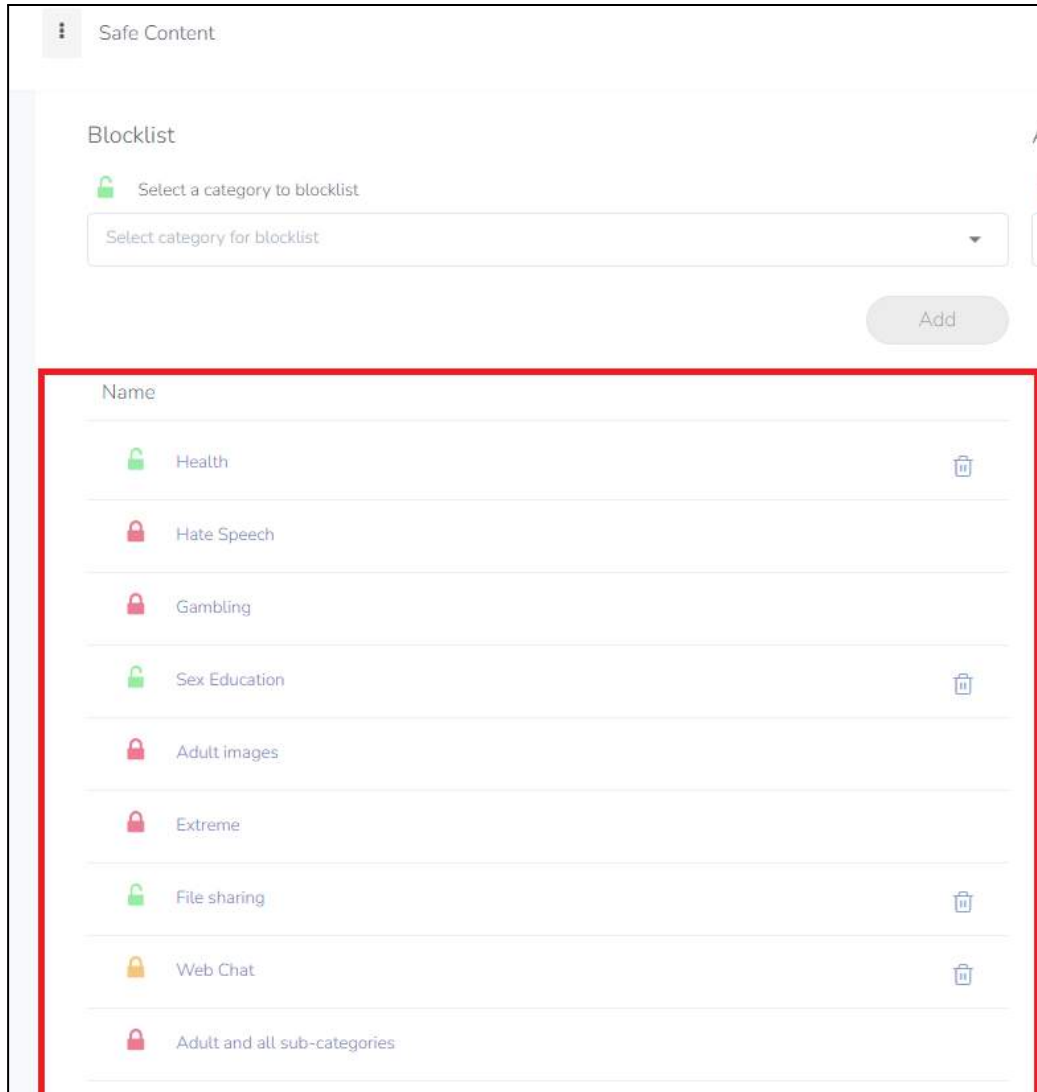 Safe Content
Blocklist
Select a category to blocklist
Select category for blocklist
Add
Name
Health
Hate Speech
Gambling
Sex Education
Adult images
Extreme
File sharing
Web Chat
Adult and all sub-categories